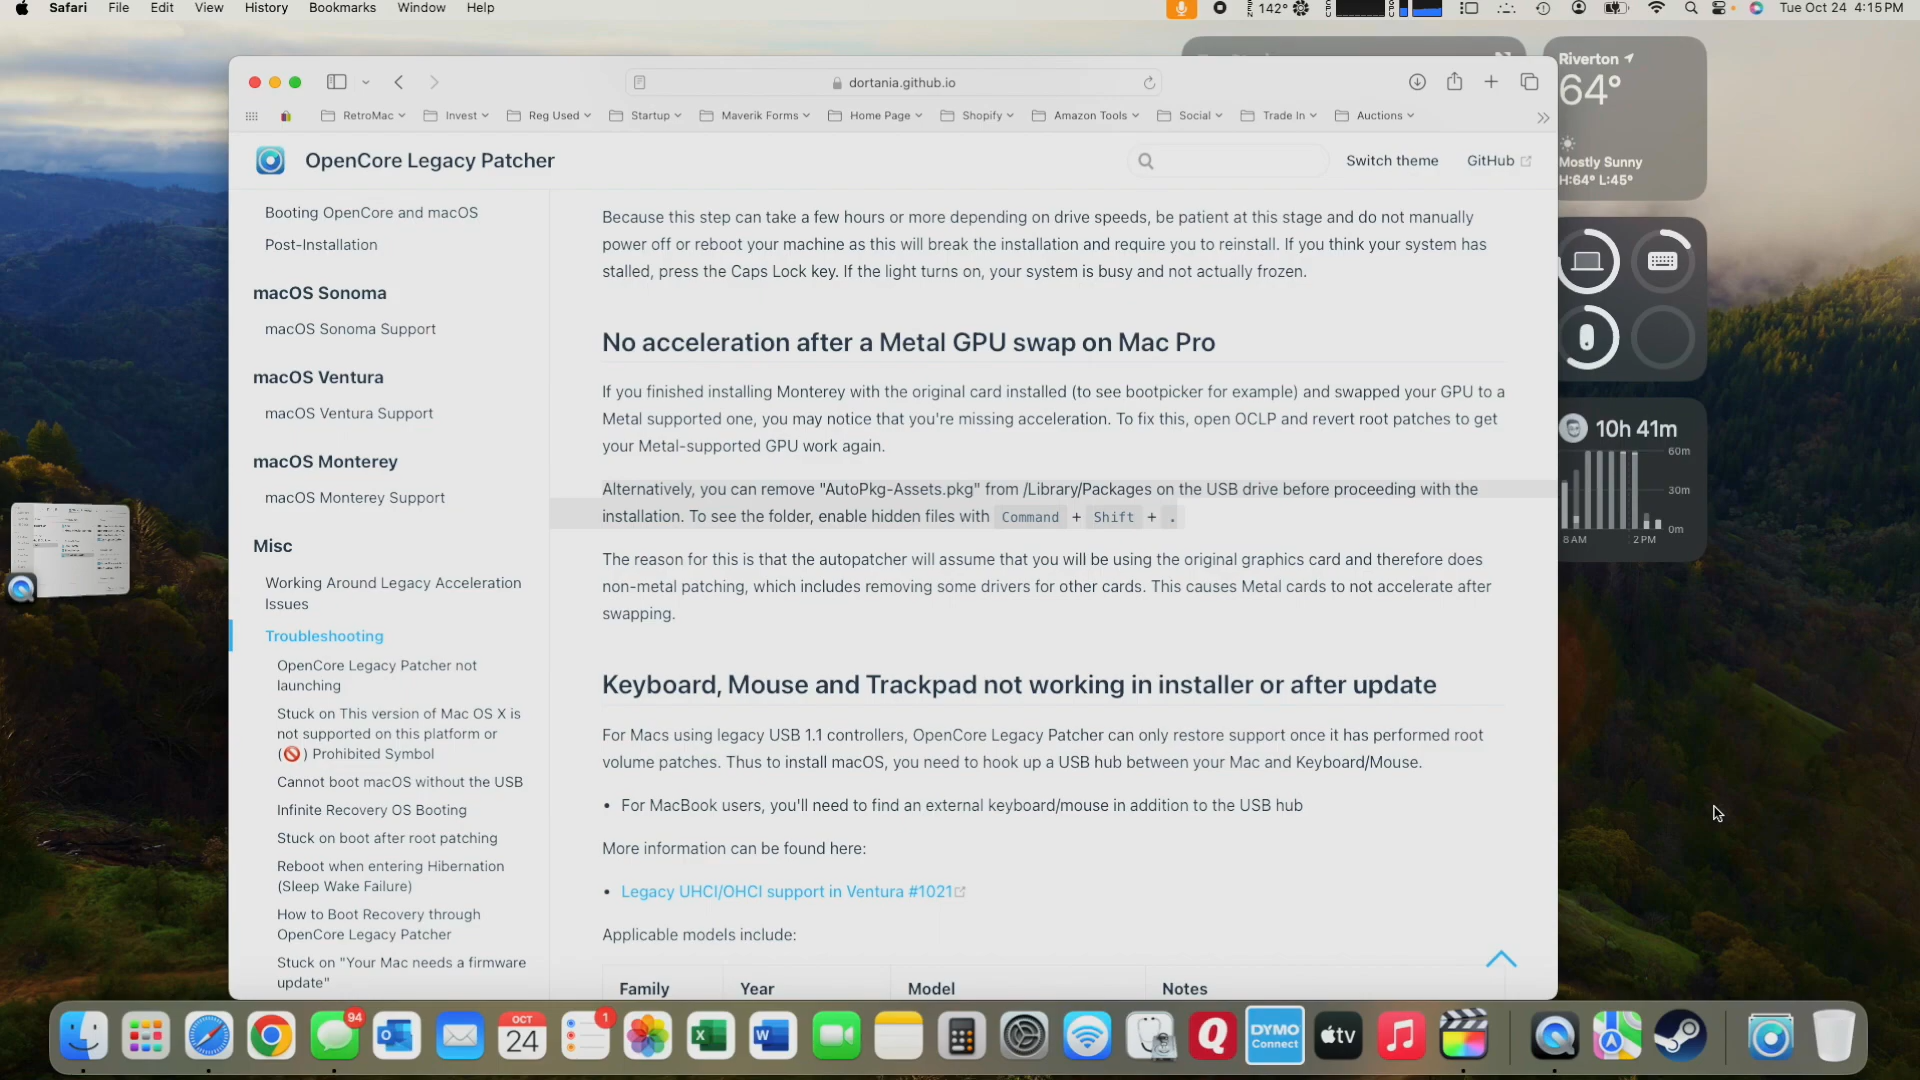 Safari File Edit View History Bookmarks Window Help
142° Tue Oct 24 4:15 PM
dortania.github.io
RetroMac Invest Reg Used Startup Maverik Forms Home Page Shopify Amazon Tools Social Trade In Auctions
OpenCore Legacy Patcher
Switch theme GitHub
Booting OpenCore and macOS
Post-Installation
macOS Sonoma
macOS Sonoma Support
macOS Ventura
macOS Ventura Support
macOS Monterey
macOS Monterey Support
Misc
Working Around Legacy Acceleration
Issues
Troubleshooting
OpenCore Legacy Patcher not
launching
Stuck on This version of Mac OS X is
not supported on this platform or
(🚫) Prohibited Symbol
Cannot boot macOS without the USB
Infinite Recovery OS Booting
Stuck on boot after root patching
Reboot when entering Hibernation
(Sleep Wake Failure)
How to Boot Recovery through
OpenCore Legacy Patcher
Stuck on "Your Mac needs a firmware
update"
Because this step can take a few hours or more depending on drive speeds, be patient at this stage and do not manually
power off or reboot your machine as this will break the installation and require you to reinstall. If you think your system has
stalled, press the Caps Lock key. If the light turns on, your system is busy and not actually frozen.
No acceleration after a Metal GPU swap on Mac Pro
If you finished installing Monterey with the original card installed (to see bootpicker for example) and swapped your GPU to a
Metal supported one, you may notice that you're missing acceleration. To fix this, open OCLP and revert root patches to get
your Metal-supported GPU work again.
Alternatively, you can remove "AutoPkg-Assets.pkg" from /Library/Packages on the USB drive before proceeding with the
installation. To see the folder, enable hidden files with Command + Shift + .
The reason for this is that the autopatcher will assume that you will be using the original graphics card and therefore does
non-metal patching, which includes removing some drivers for other cards. This causes Metal cards to not accelerate after
swapping.
Keyboard, Mouse and Trackpad not working in installer or after update
For Macs using legacy USB 1.1 controllers, OpenCore Legacy Patcher can only restore support once it has performed root
volume patches. Thus to install macOS, you need to hook up a USB hub between your Mac and Keyboard/Mouse.
• For MacBook users, you'll need to find an external keyboard/mouse in addition to the USB hub
More information can be found here:
• Legacy UHCI/OHCI support in Ventura #1021
Applicable models include:
Family Year Model Notes
Riverton
64°
Mostly Sunny
H:64° L:45°
10h 41m
60m
30m
0m
8 AM 2 PM
94
OCT
24
1
DYMO
Connect
tv